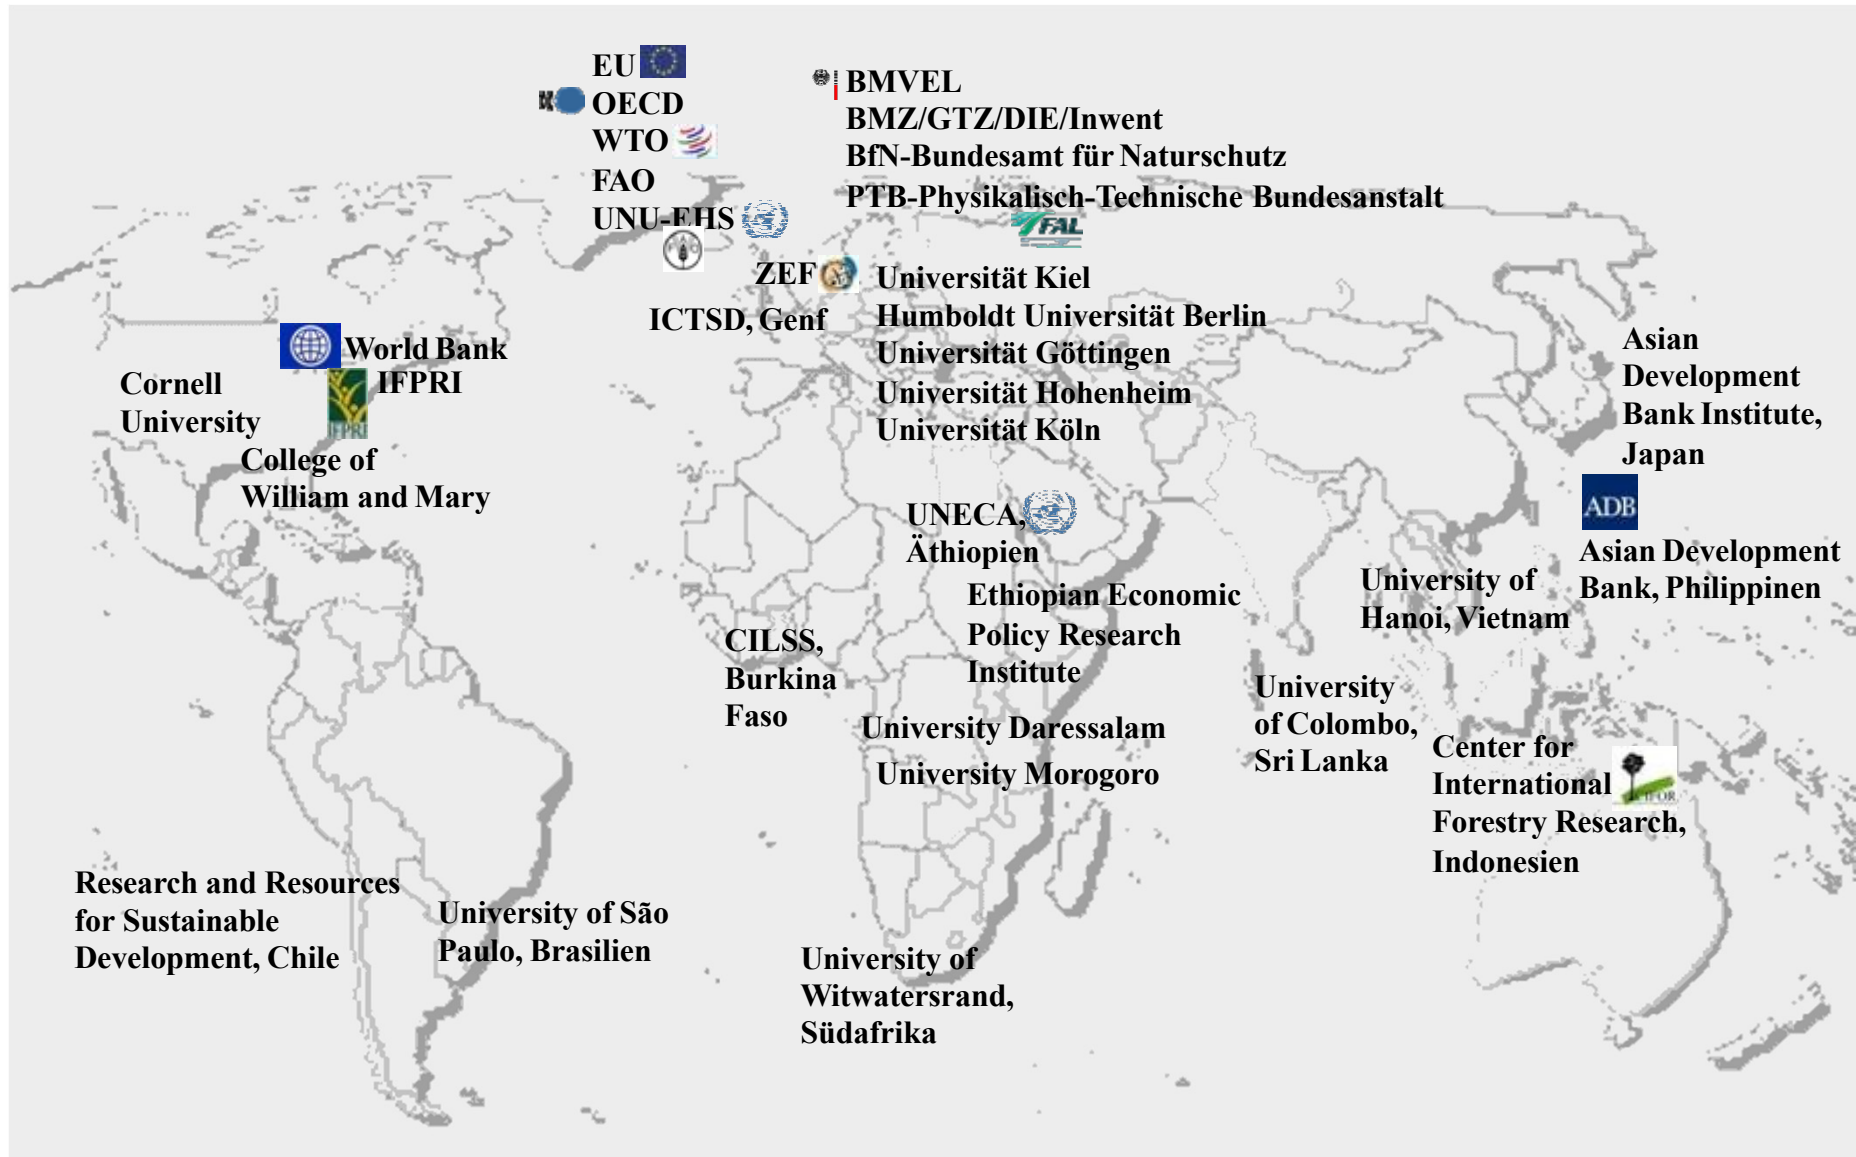 EU
OECD
WTO
FAO
UNU-EHS
BMVEL
BMZ/GTZ/DIE/Inwent
BfN-Bundesamt für Naturschutz
PTB-Physikalisch-Technische Bundesanstalt
FAL
ZEF
ICTSD, Genf
Universität Kiel
Humboldt Universität Berlin
Universität Göttingen
Universität Hohenheim
Universität Köln
World Bank
IFPRI
IFPRI
Cornell
University
College of
William and Mary
Asian
Development
Bank Institute,
Japan
ADB
Asian Development
Bank, Philippinen
UNECA,
Äthiopien
Ethiopian Economic
Policy Research
Institute
University of
Hanoi, Vietnam
CILSS,
Burkina
Faso
University Daressalam
University Morogoro
University
of Colombo,
Sri Lanka
Center for
International
Forestry Research,
Indonesien
CIFOR
Research and Resources
for Sustainable
Development, Chile
University of São
Paulo, Brasilien
University of
Witwatersrand,
Südafrika